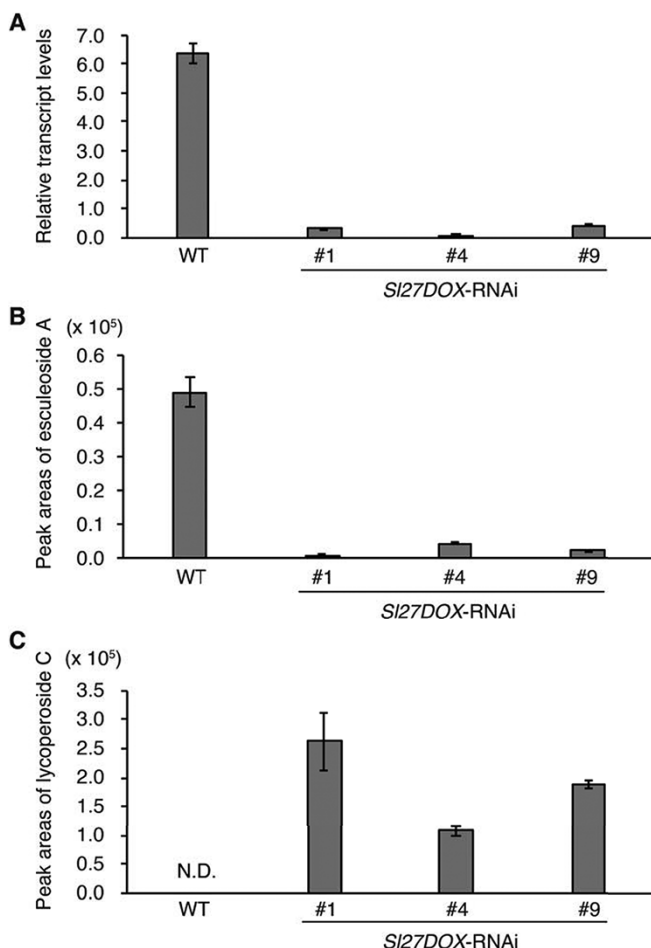 A
Relative transcript levels
7.0
6.0
5.0
4.0
3.0
2.0
1.0
0.0
WT
#1
#4
#9
Sl27DOX-RNAi
B
Peak areas of esculeoside A
(x 10⁵)
0.6
0.5
0.4
0.3
0.2
0.1
0.0
WT
#1
#4
#9
Sl27DOX-RNAi
C
Peak areas of lycoperoside C
(x 10⁵)
3.5
3.0
2.5
2.0
1.5
1.0
0.5
0.0
N.D.
WT
#1
#4
#9
Sl27DOX-RNAi